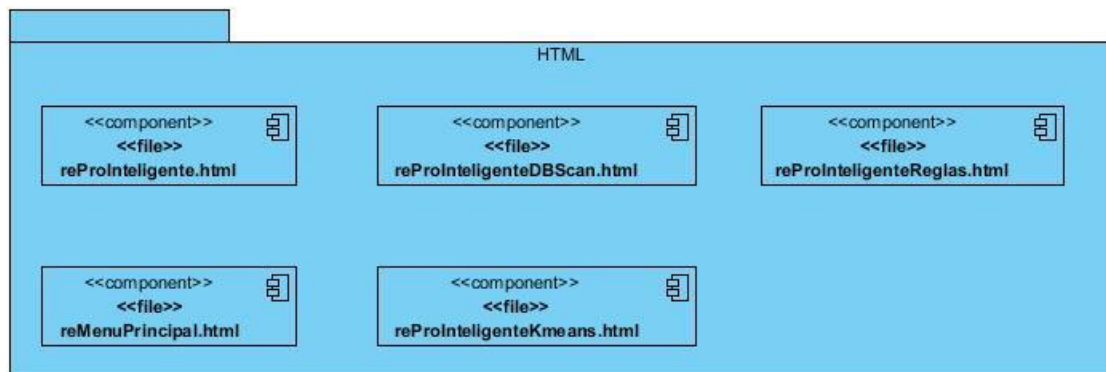 HTML
<<component>>
<<file>>
reProInteligente.html
<<component>>
<<file>>
reProInteligenteDBScan.html
<<component>>
<<file>>
reProInteligenteReglas.html
<<component>>
<<file>>
reMenuPrincipal.html
<<component>>
<<file>>
reProInteligenteKmeans.html